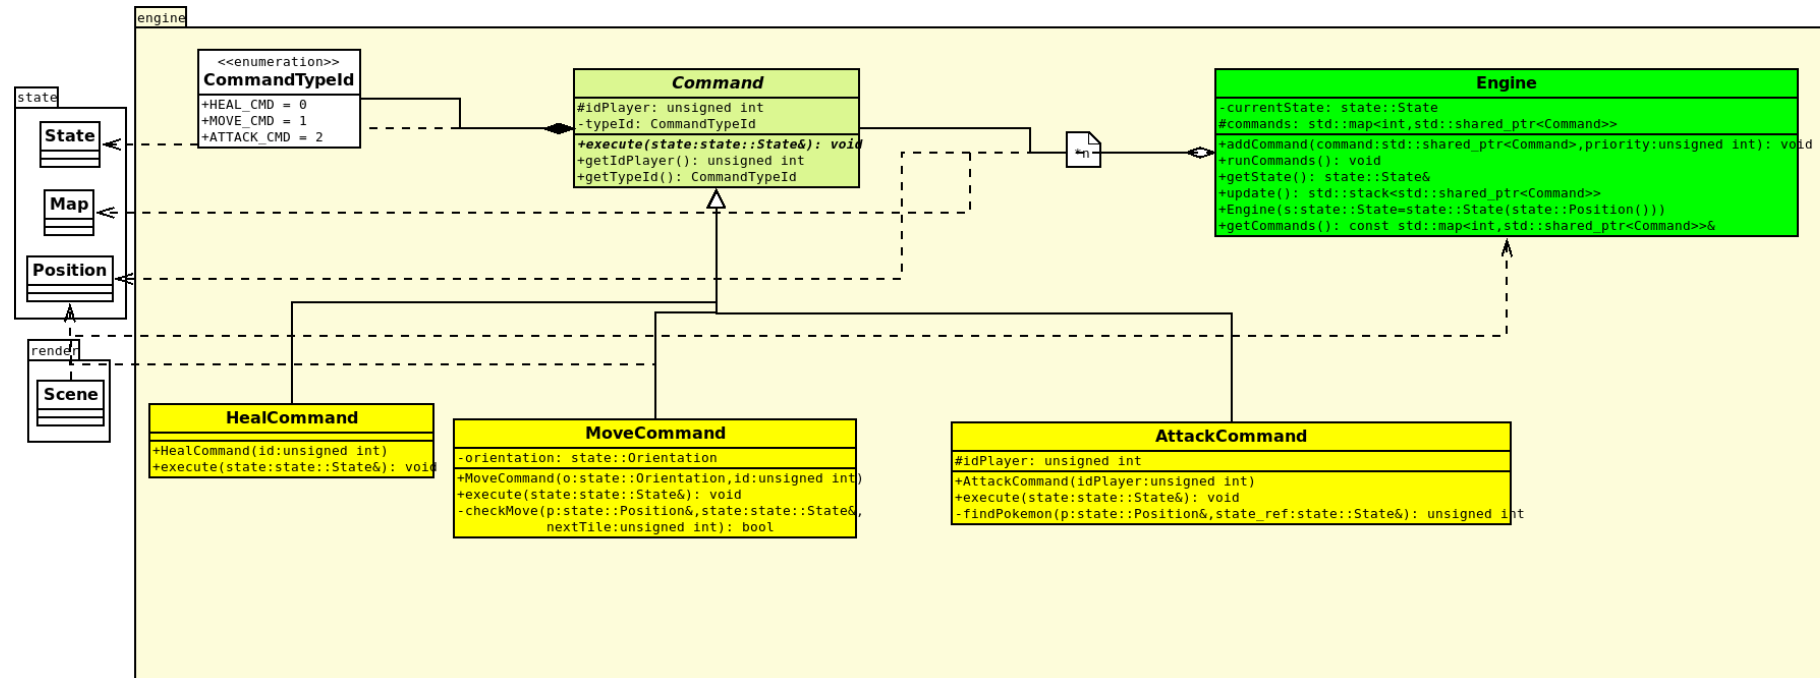 engine
<<enumeration>>
CommandTypeId
+HEAL_CMD = 0
+MOVE_CMD = 1
+ATTACK_CMD = 2
Command
#idPlayer: unsigned int
-typeId: CommandTypeId
+execute(state:state::State&): void
+getIdPlayer(): unsigned int
+getTypeId(): CommandTypeId
*n
Engine
-currentState: state::State
#commands: std::map<int,std::shared_ptr<Command>>
+addCommand(command:std::shared_ptr<Command>,priority:unsigned int): void
+runCommands(): void
+getState(): state::State&
+update(): std::stack<std::shared_ptr<Command>>
+Engine(s:state::State=state::State(state::Position()))
+getCommands(): const std::map<int,std::shared_ptr<Command>>&
state
State
Map
Position
render
Scene
HealCommand
+HealCommand(id:unsigned int)
+execute(state:state::State&): void
MoveCommand
-orientation: state::Orientation
+MoveCommand(o:state::Orientation,id:unsigned int)
+execute(state:state::State&): void
-checkMove(p:state::Position&,state:state::State&,
nextTile:unsigned int): bool
AttackCommand
#idPlayer: unsigned int
+AttackCommand(idPlayer:unsigned int)
+execute(state:state::State&): void
-findPokemon(p:state::Position&,state_ref:state::State&): unsigned int